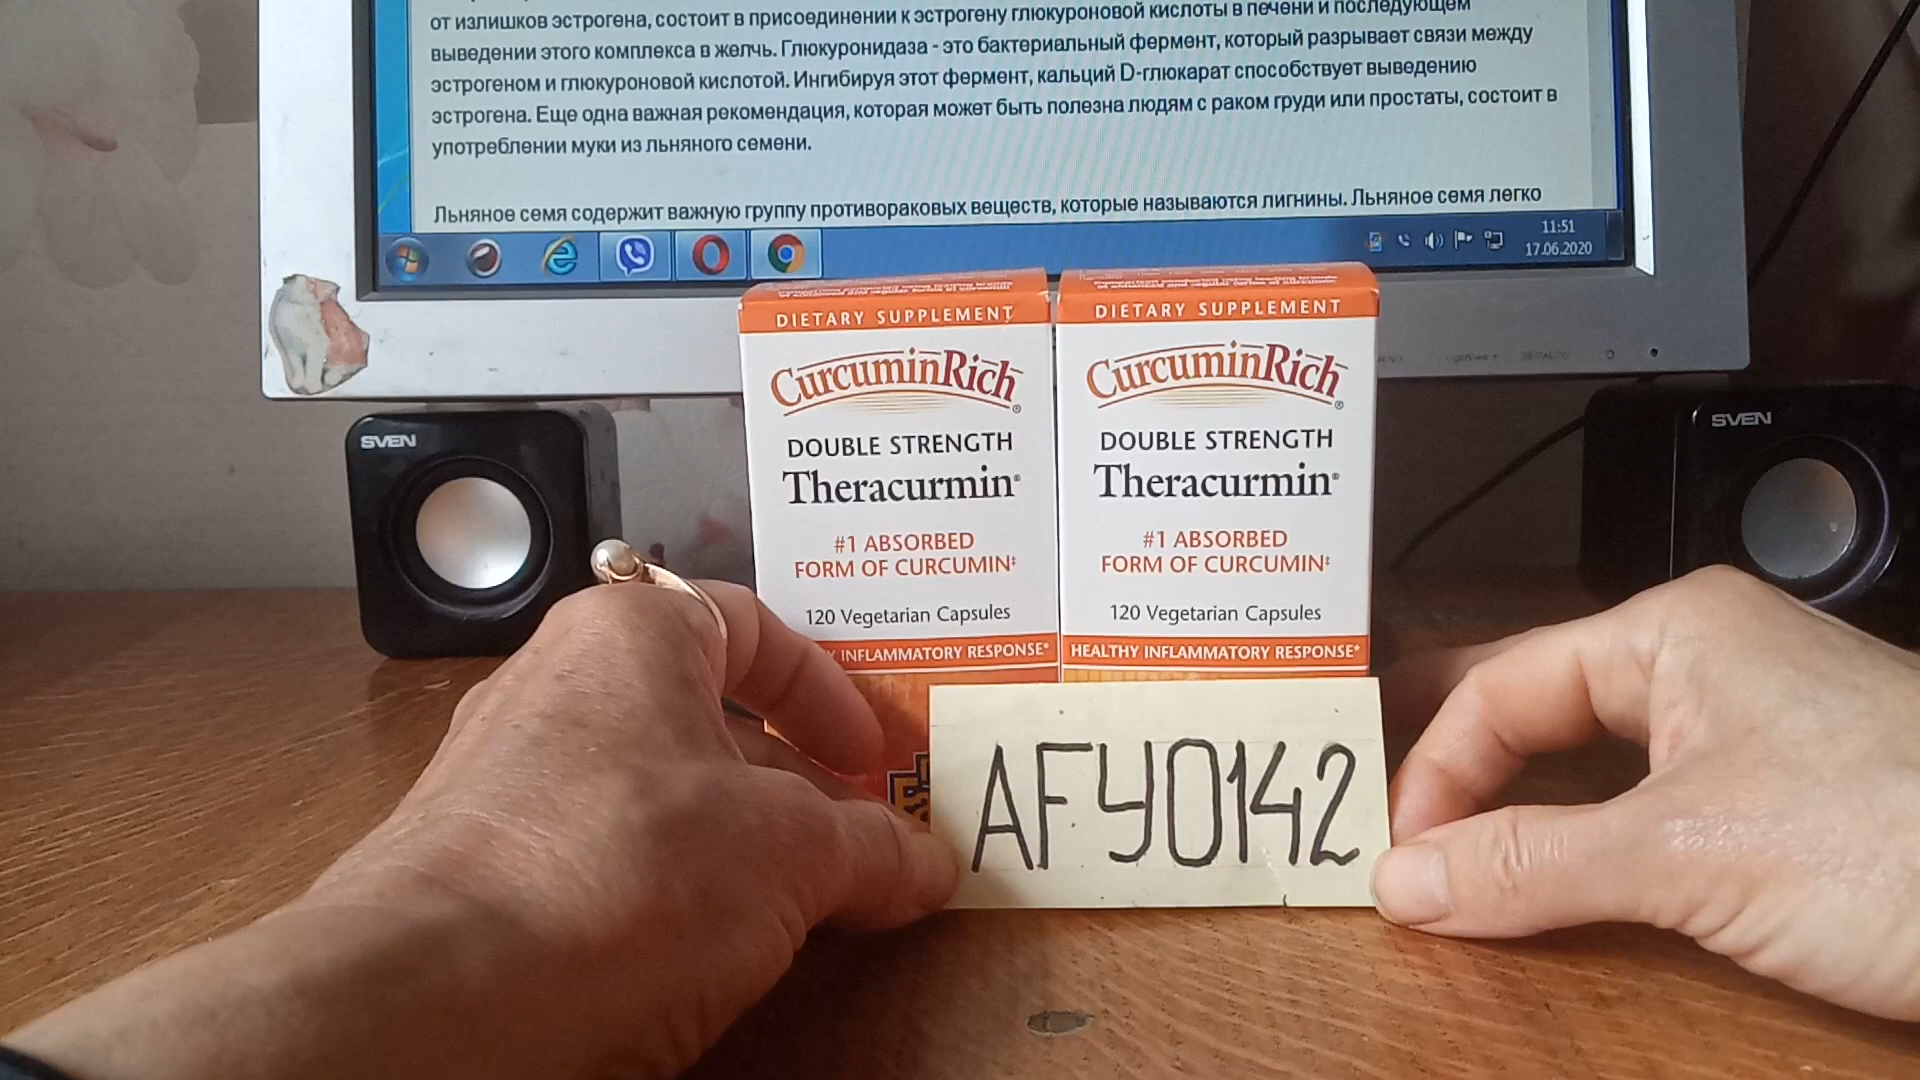 от излишков эстрогена, состоит в присоединении к эстрогену глюкуроновой кислоты в печени и последующем
выведении этого комплекса в желчь. Глюкуронидаза - это бактериальный фермент, который разрывает связи между
эстрогеном и глюкуроновой кислотой. Ингибируя этот фермент, кальций D-глюкарат способствует выведению
эстрогена. Еще одна важная рекомендация, которая может быть полезна людям с раком груди или простаты, состоит в
употреблении муки из льняного семени.
Льняное семя содержит важную группу противораковых веществ, которые называются лигнины. Льняное семя легко
11:51
17.06.2020
SVEN
SVEN
DIETARY SUPPLEMENT
CurcuminRich®
DOUBLE STRENGTH
Theracurmin®
#1 ABSORBED
FORM OF CURCUMIN‡
120 Vegetarian Capsules
INFLAMMATORY RESPONSE*
DIETARY SUPPLEMENT
CurcuminRich®
DOUBLE STRENGTH
Theracurmin®
#1 ABSORBED
FORM OF CURCUMIN‡
120 Vegetarian Capsules
HEALTHY INFLAMMATORY RESPONSE*
AFY0142